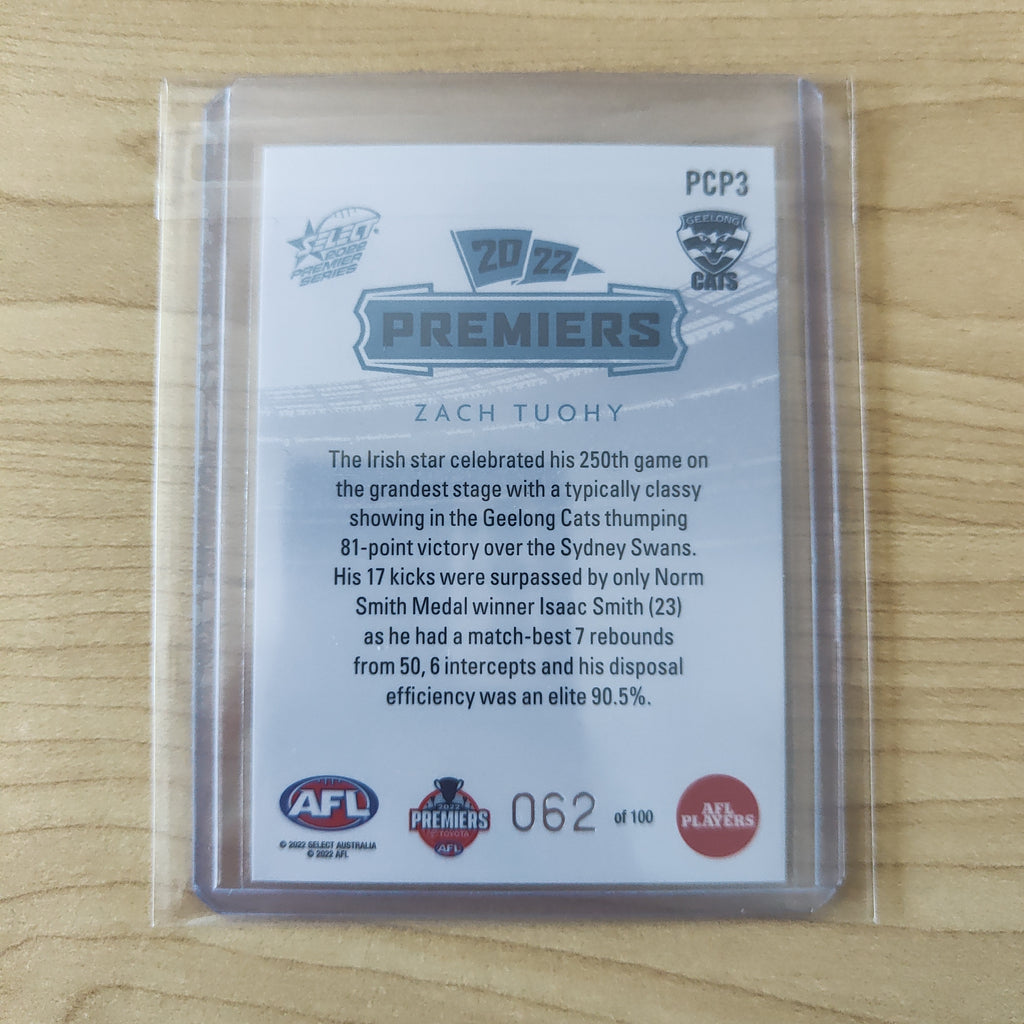 PCP3
SELECT
2022
PREMIER
SERIES
GEELONG
CATS
2022
PREMIERS
ZACH TUOHY
The Irish star celebrated his 250th game on
the grandest stage with a typically classy
showing in the Geelong Cats thumping
81-point victory over the Sydney Swans.
His 17 kicks were surpassed by only Norm
Smith Medal winner Isaac Smith (23)
as he had a match-best 7 rebounds
from 50, 6 intercepts and his disposal
efficiency was an elite 90.5%.
AFL
© 2022 SELECT AUSTRALIA
© 2022 AFL
2022
PREMIERS
TOYOTA
AFL
062 of 100
AFL
PLAYERS